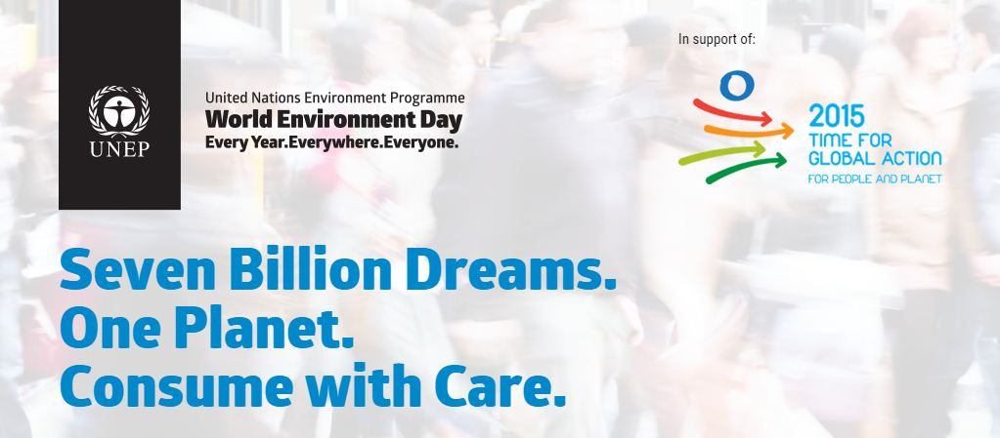 UNEP
United Nations Environment Programme
World Environment Day
Every Year.Everywhere.Everyone.
In support of:
2015
TIME FOR
GLOBAL ACTION
FOR PEOPLE AND PLANET
Seven Billion Dreams.
One Planet.
Consume with Care.